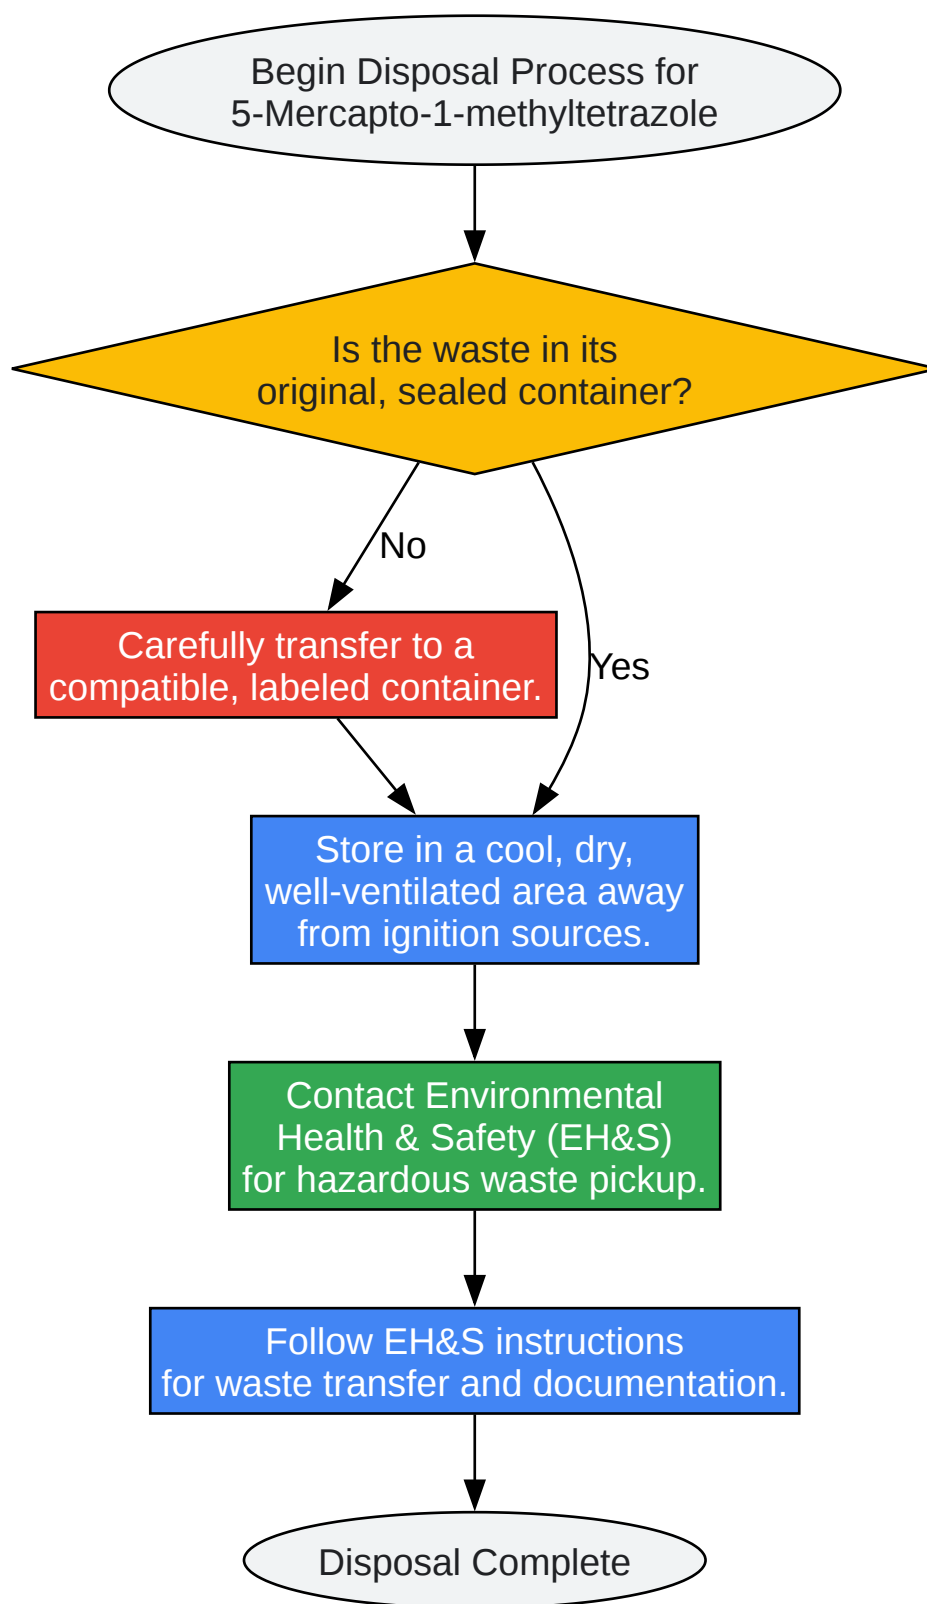 Begin Disposal Process for
5-Mercapto-1-methyltetrazole
Is the waste in its
original, sealed container?
No
Carefully transfer to a
compatible, labeled container.
Yes
Store in a cool, dry,
well-ventilated area away
from ignition sources.
Contact Environmental
Health & Safety (EH&S)
for hazardous waste pickup.
Follow EH&S instructions
for waste transfer and documentation.
Disposal Complete